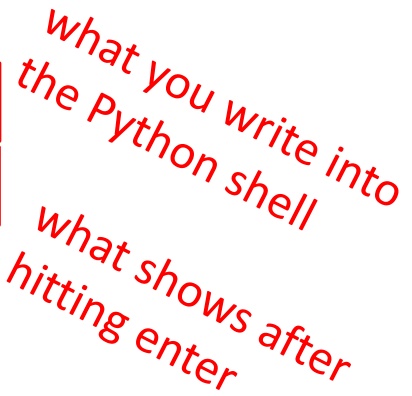 what you write into
the Python shell
what shows after
hitting enter